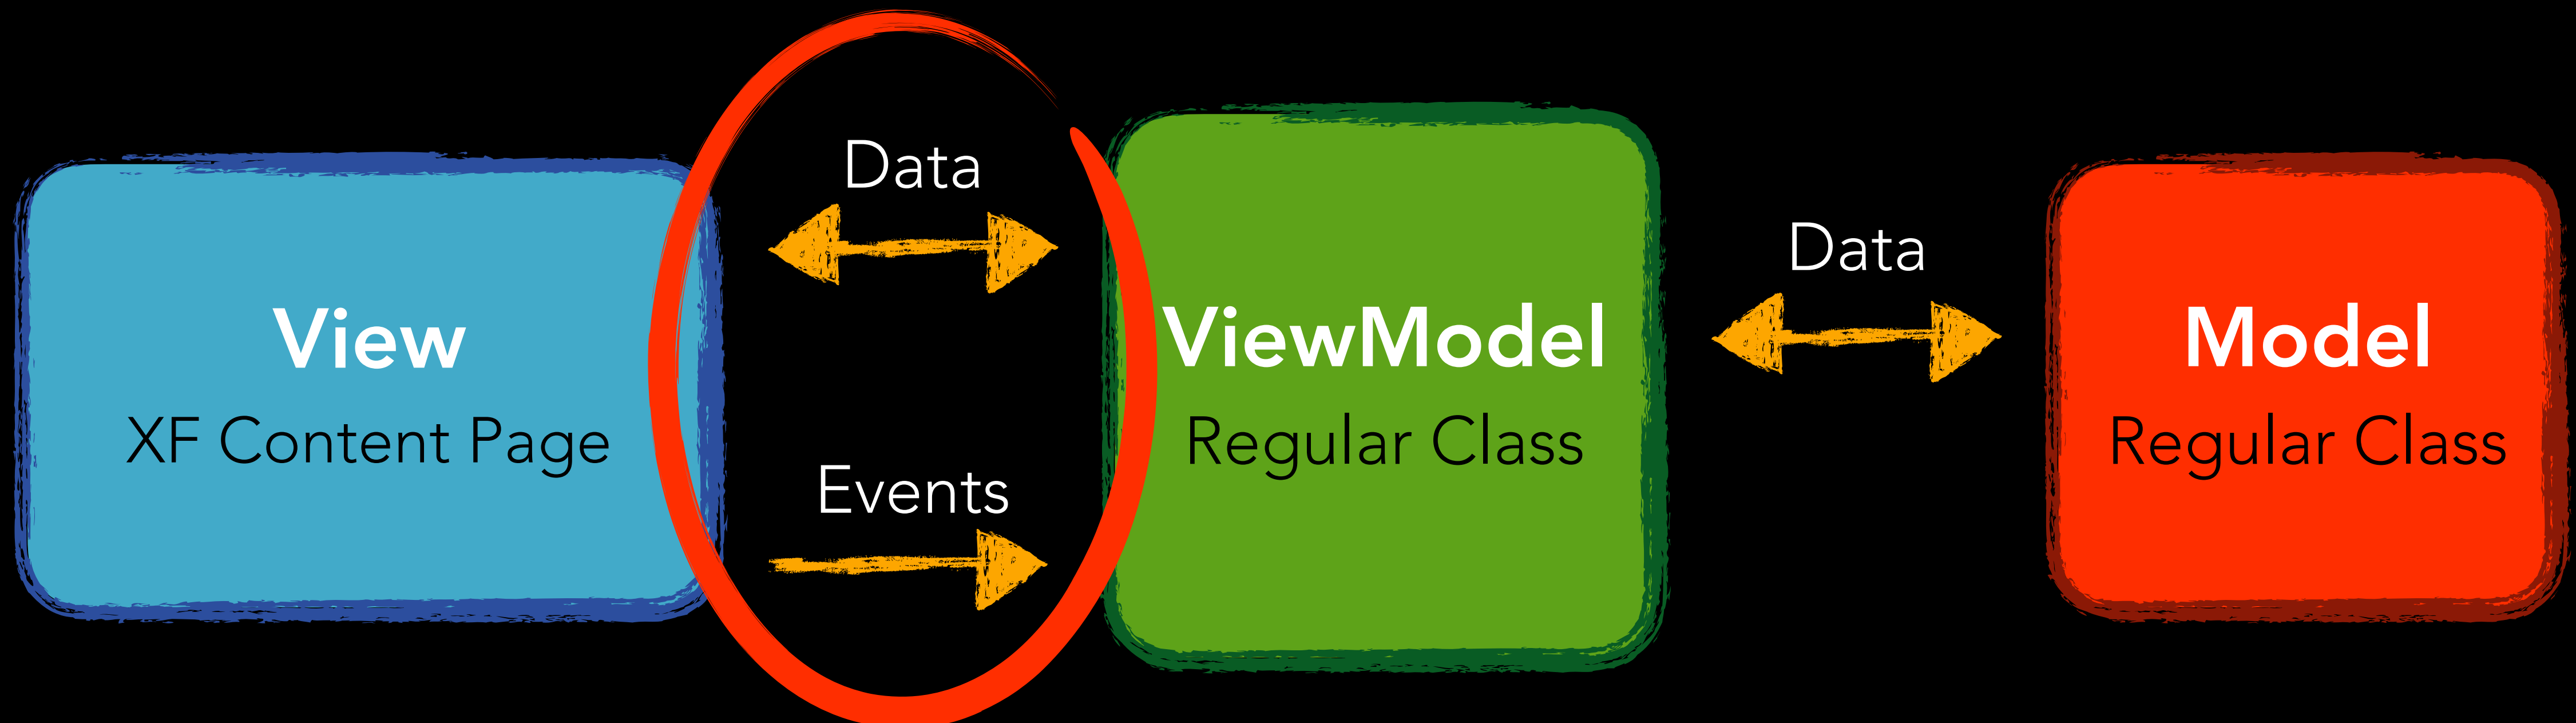 View
XF Content Page
Data
Events
ViewModel
Regular Class
Data
Model
Regular Class